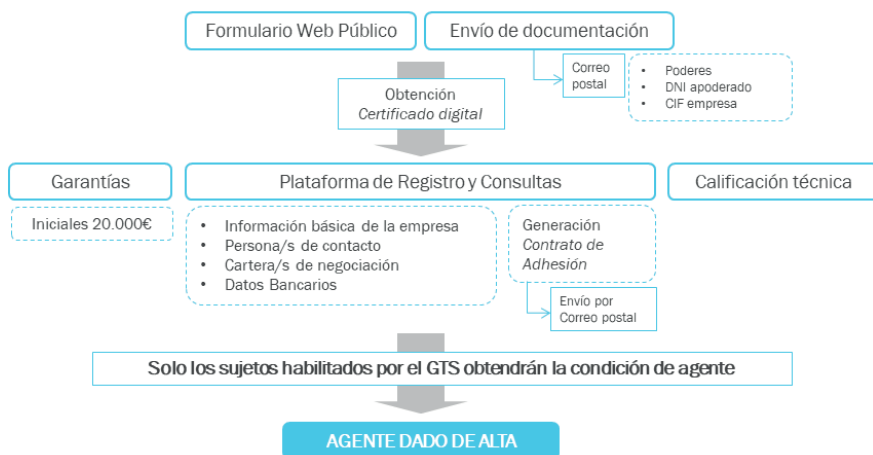 Formulario Web Público
Envío de documentación
Correo
postal
• Poderes
• DNI apoderado
• CIF empresa
Obtención
Certificado digital
Garantías
Plataforma de Registro y Consultas
Calificación técnica
Iniciales 20.000€
• Información básica de la empresa
• Persona/s de contacto
• Cartera/s de negociación
• Datos Bancarios
Generación
Contrato de
Adhesión
Envío por
Correo postal
Solo los sujetos habilitados por el GTS obtendrán la condición de agente
AGENTE DADO DE ALTA